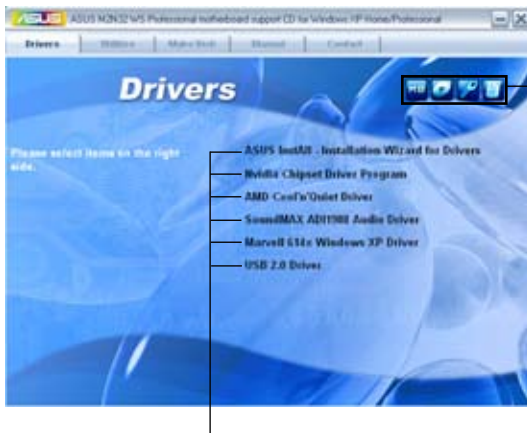 ASUS M2N32 WS Professional motherboard support CD for Windows XP Home/Professional
Drivers Utilities Make Disk Manual Contact
Drivers
Please select items on the right
side.
ASUS InstAll - Installation Wizard for Drivers
Nvidia Chipset Driver Program
AMD Cool'n'Quiet Driver
SoundMAX ADI1988 Audio Driver
Marvell 614x Windows XP Driver
USB 2.0 Driver